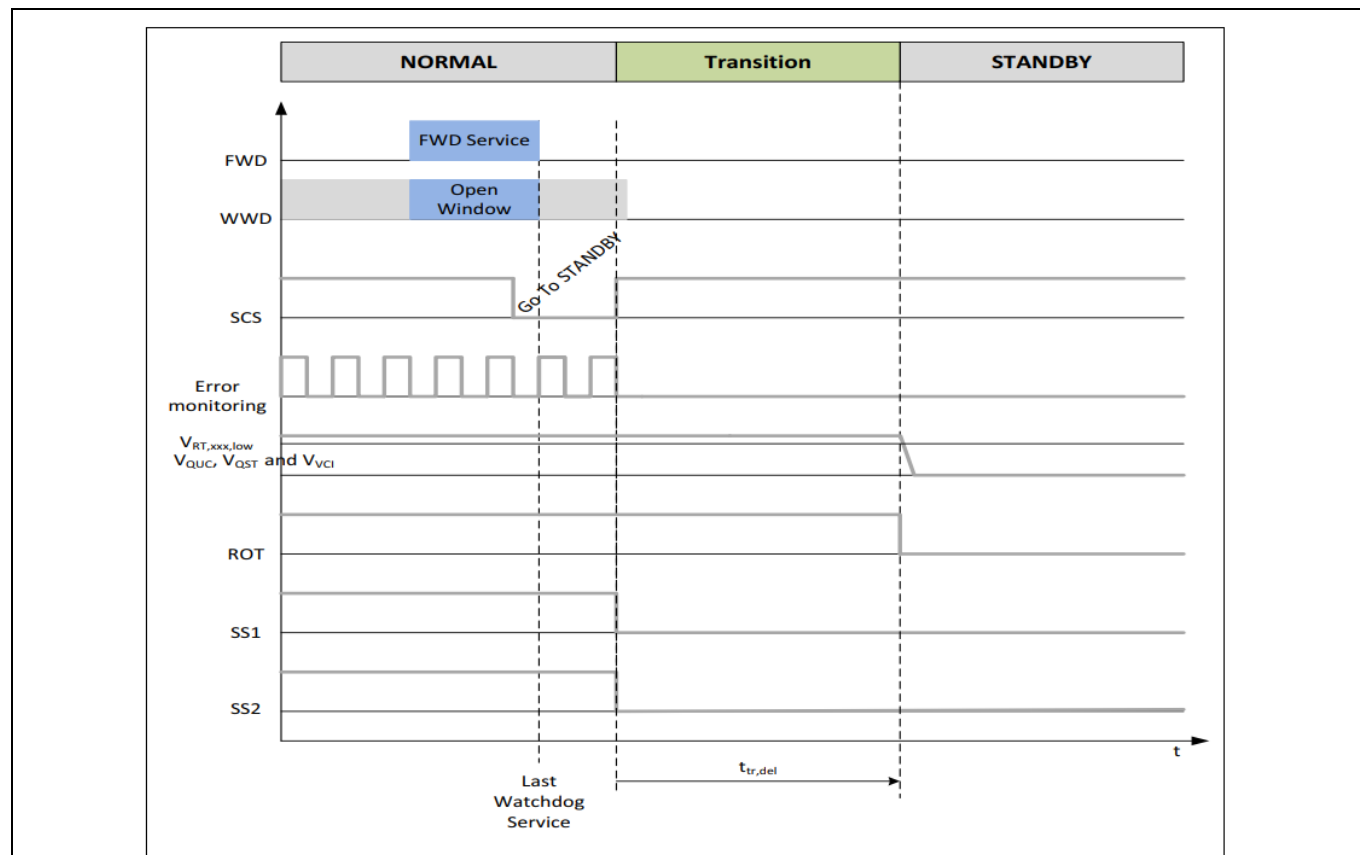 NORMAL Transition STANDBY
FWD Service
FWD
Open
Window
WWD
Go To STANDBY
SCS
Error
monitoring
VRT,xxx,low
VQUC, VQST and VVCI
ROT
SS1
SS2
t
ttr,del
Last
Watchdog
Service